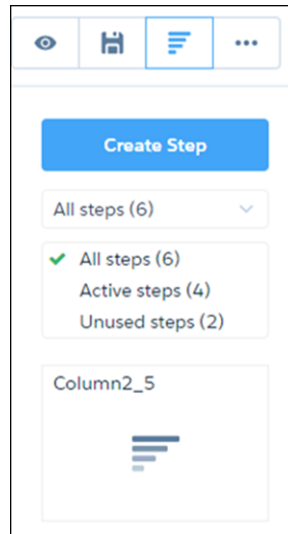 Create Step
All steps (6)
All steps (6)
Active steps (4)
Unused steps (2)
Column2_5